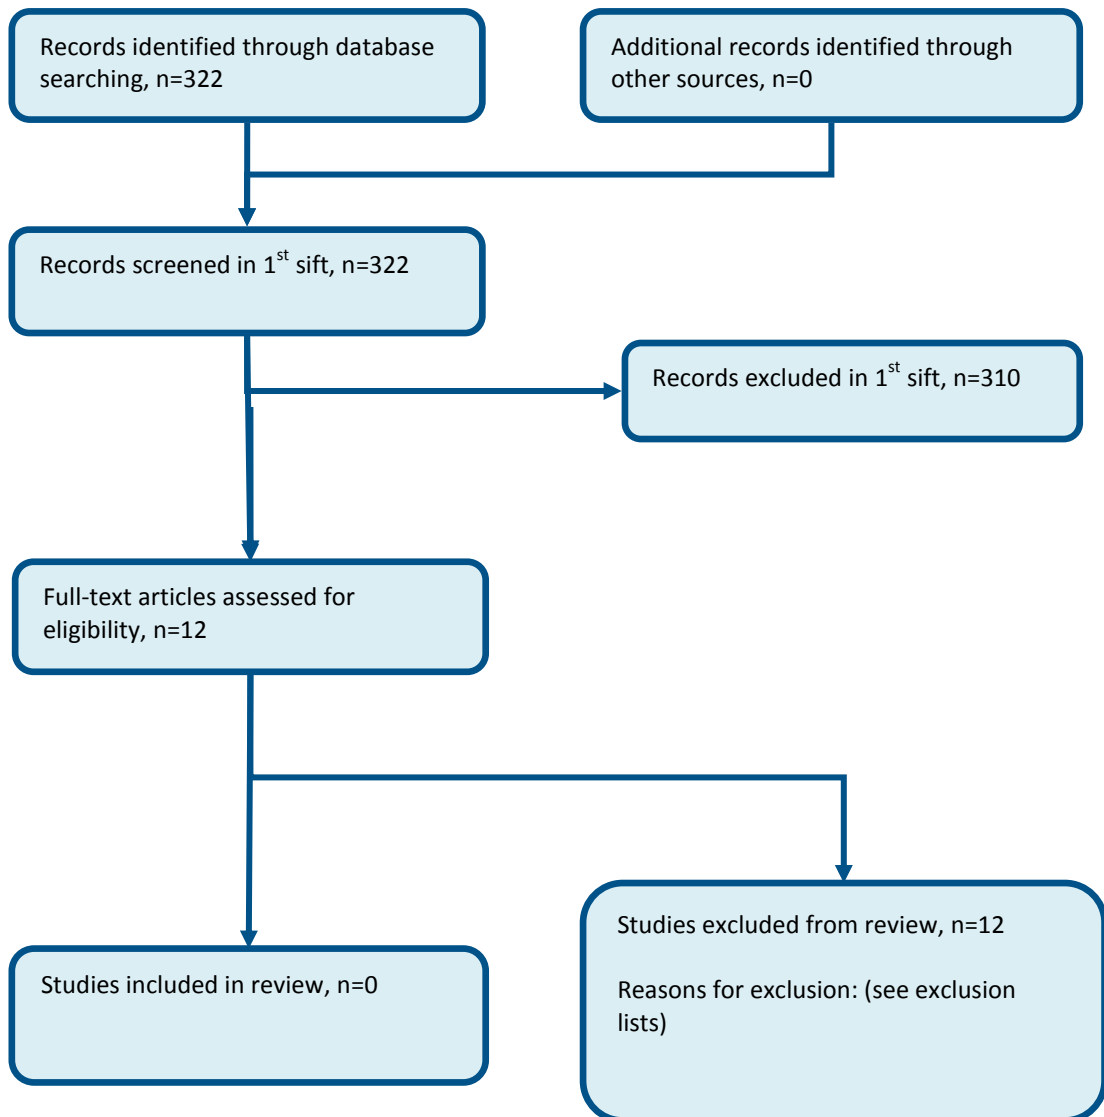 Records identified through database
searching, n=322
Additional records identified through
other sources, n=0
Records screened in 1st sift, n=322
Records excluded in 1st sift, n=310
Full-text articles assessed for
eligibility, n=12
Studies included in review, n=0
Studies excluded from review, n=12
Reasons for exclusion: (see exclusion
lists)